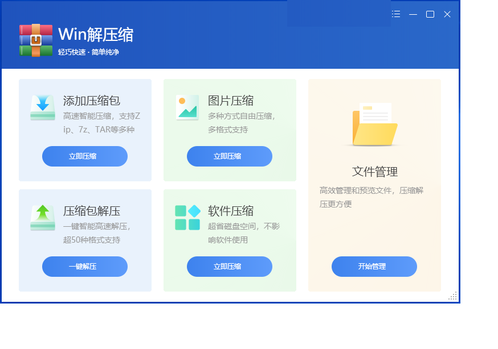 Win解压缩
轻巧快速·简单纯净
添加压缩包
高速智能压缩，支持Z
ip、7z、TAR等多种
立即压缩
图片压缩
多种方式自由压缩，
多格式支持
立即压缩
文件管理
高效管理和预览文件，压缩解
压更方便
开始管理
压缩包解压
一键智能高速解压，
超50种格式支持
一键解压
软件压缩
超省磁盘空间，不影
响软件使用
立即压缩